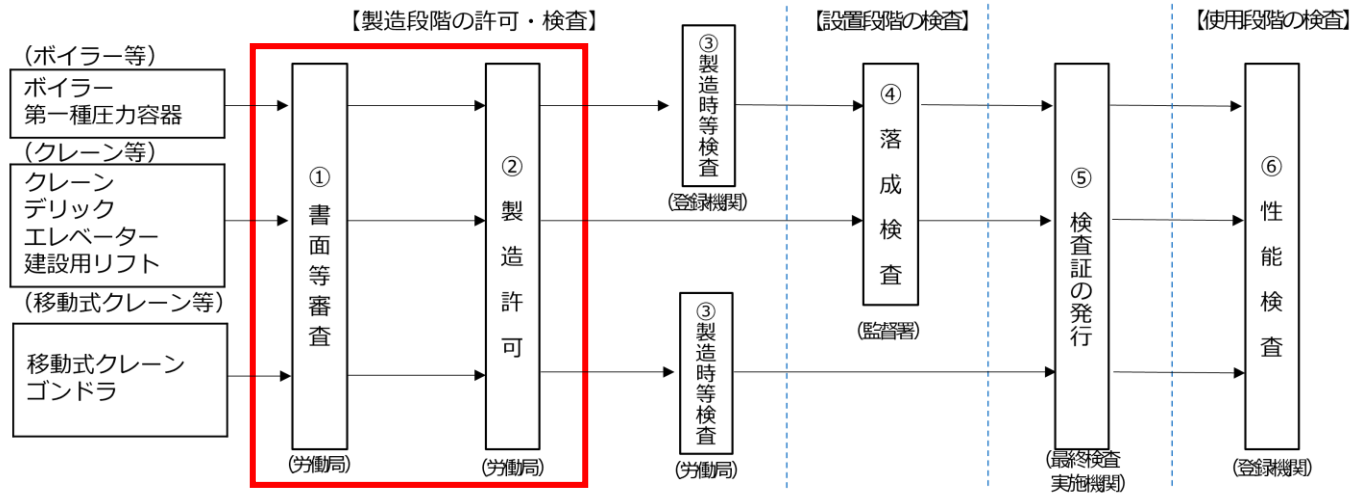 【製造段階の許可・検査】
【設置段階の検査】
【使用段階の検査】
(ボイラー等)
ボイラー
第一種圧力容器
(クレーン等)
クレーン
デリック
エレベーター
建設用リフト
(移動式クレーン等)
移動式クレーン
ゴンドラ
①書面等審査
(労働局)
②製造許可
(労働局)
③製造時等検査
(登録機関)
③製造時等検査
(労働局)
④落成検査
(監督署)
⑤検査証の発行
(最終検査
実施機関)
⑥性能検査
(登録機関)